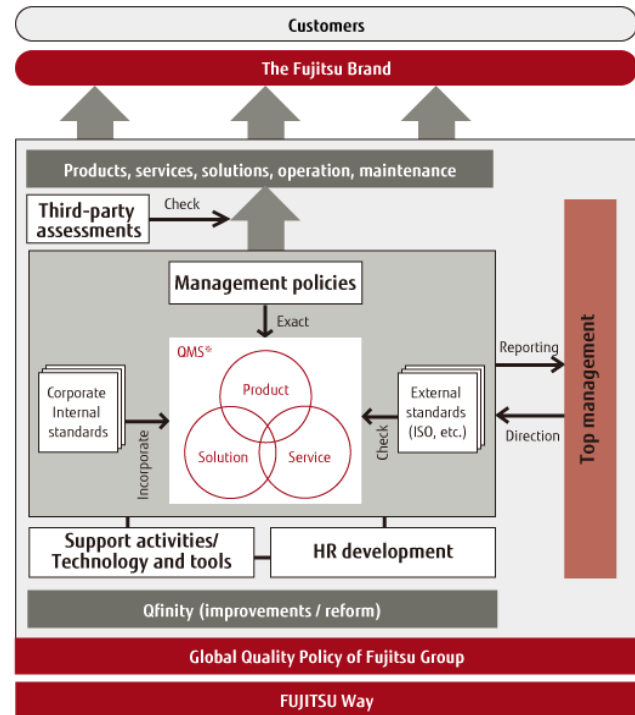 Customers
The Fujitsu Brand
Products, services, solutions, operation, maintenance
Third-party
assessments
Check
Management policies
Exact
QMS※
Product
Solution
Service
Corporate
Internal
standards
Incorporate
External
standards
(ISO, etc.)
Check
Reporting
Direction
Top management
Support activities/
Technology and tools
HR development
Qfinity (improvements / reform)
Global Quality Policy of Fujitsu Group
FUJITSU Way